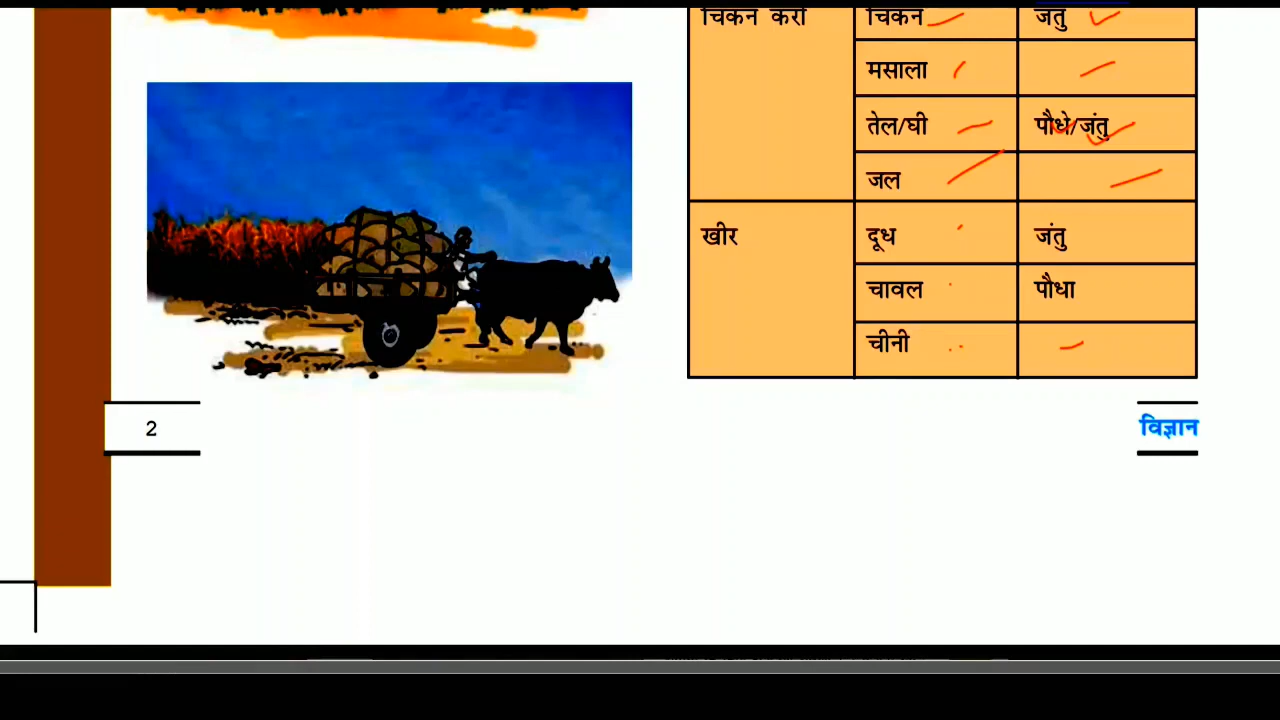 चिकन करी चिकन जंतु
मसाला
तेल/घी पौधे/जंतु
जल
खीर दूध जंतु
चावल पौधा
चीनी
2
विज्ञान